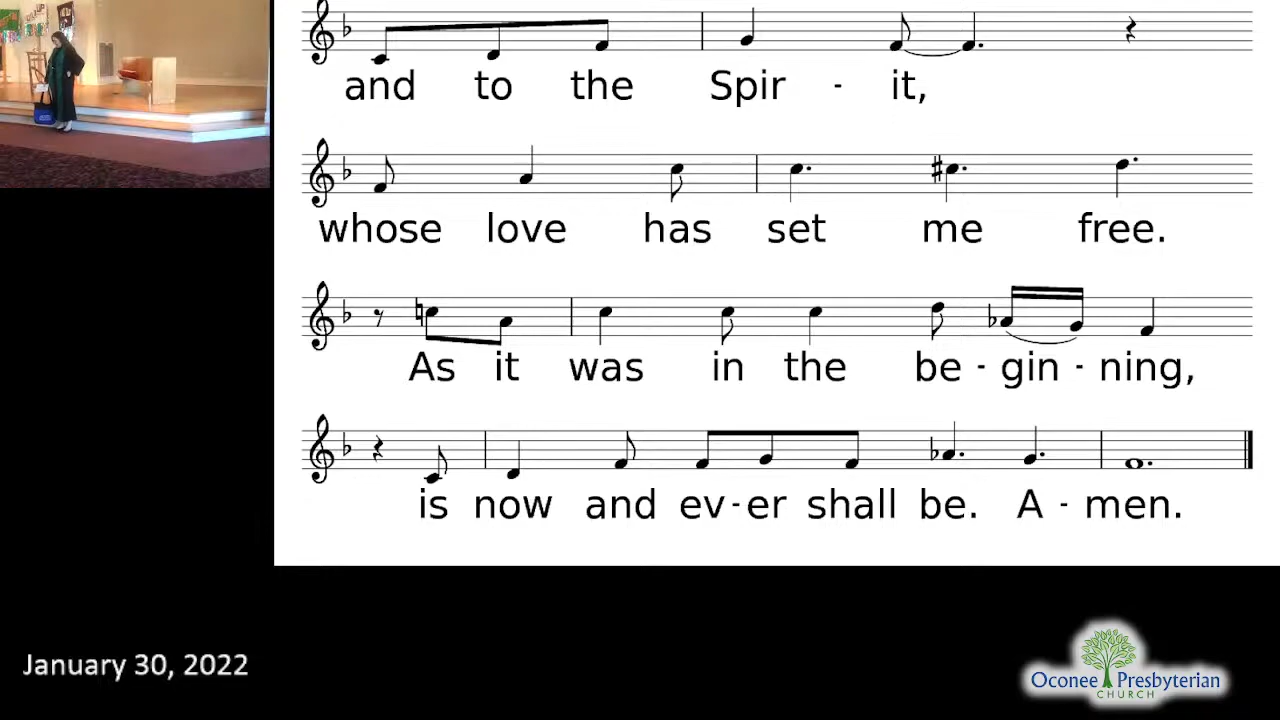 and to the Spir - it,
whose love has set me free.
As it was in the be - gin - ning,
is now and ev - er shall be. A - men.
January 30, 2022
Oconee Presbyterian
CHURCH